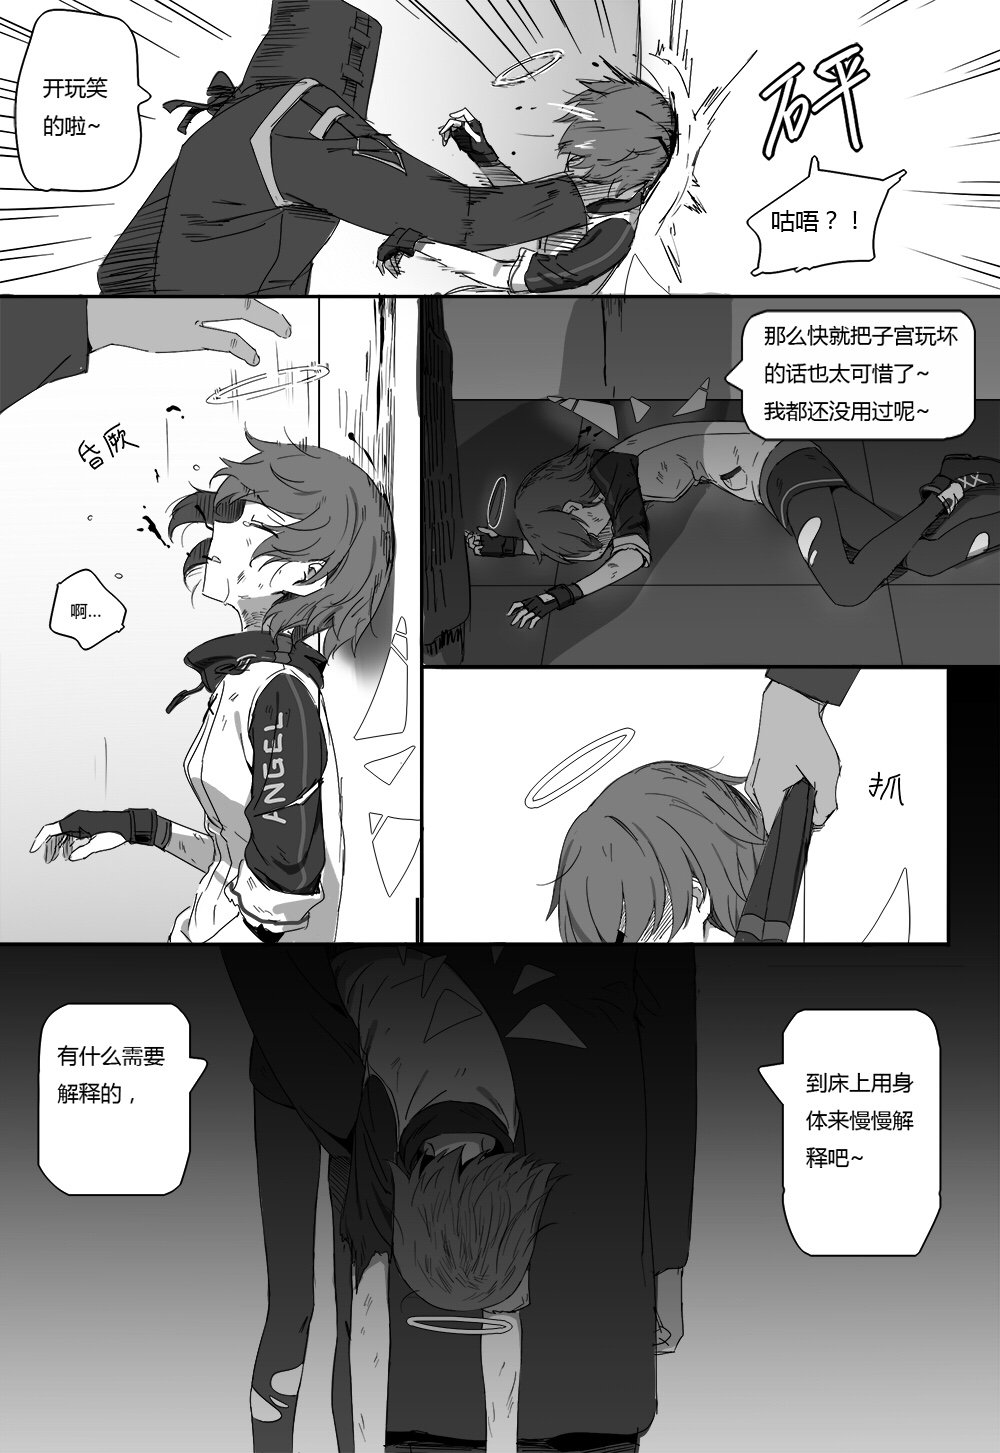 开玩笑
的啦~
砰
咕唔？！
昏厥
啊...
ANGEL
那么快就把子宫玩坏
的话也太可惜了~
我都还没用过呢~
XX
抓
有什么需要
解释的，
到床上用身
体来慢慢解
释吧~